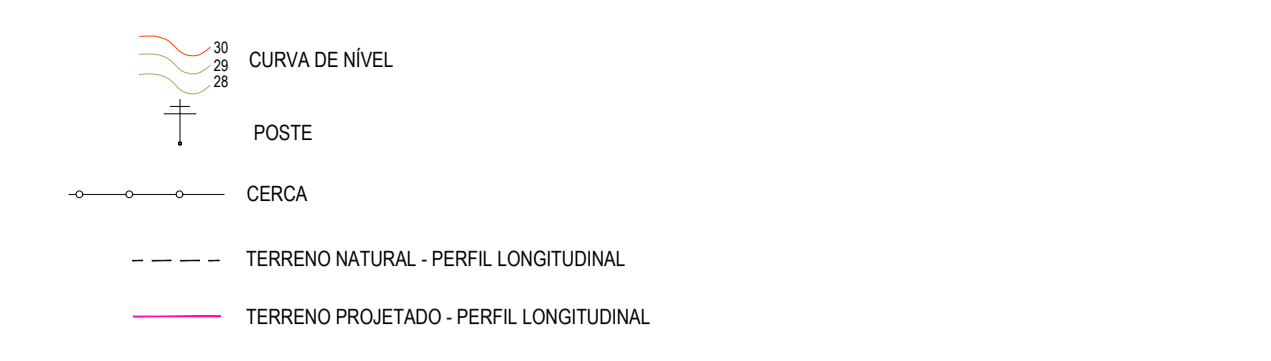 30
CURVA DE NÍVEL
29
28
POSTE
CERCA
TERRENO NATURAL - PERFIL LONGITUDINAL
TERRENO PROJETADO - PERFIL LONGITUDINAL